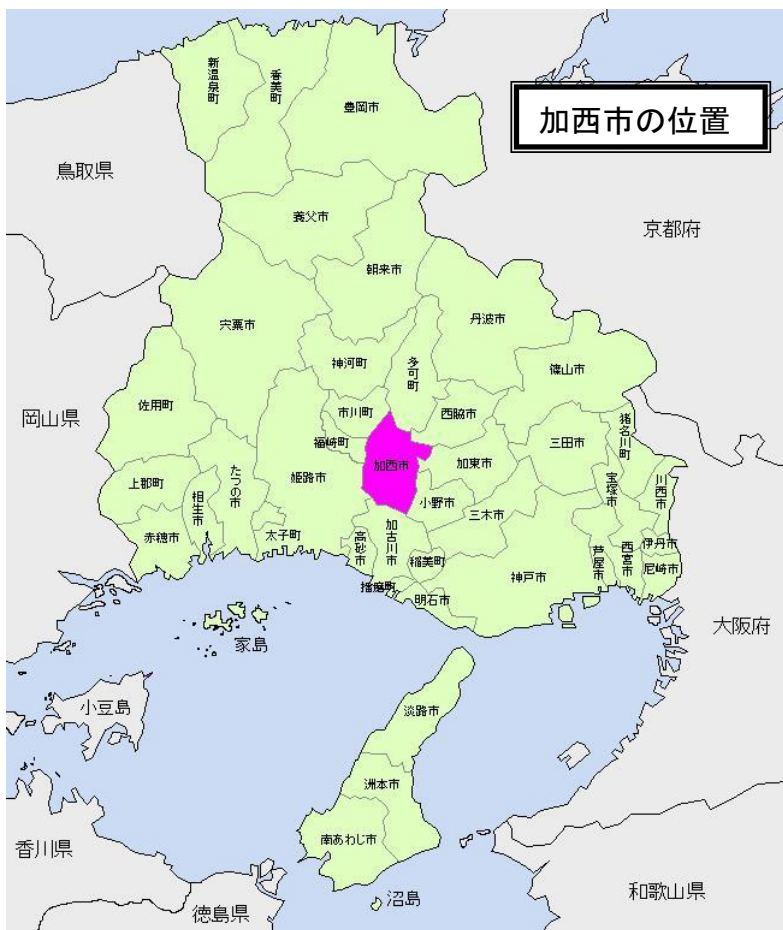 加西市の位置
新温泉町
香美町
豊岡市
鳥取県
京都府
養父市
朝来市
宍粟市
丹波市
神河町
多可町
篠山市
佐用町
岡山県
市川町
西脇市
猪名川町
福崎町
三田市
加西市
加東市
姫路市
上郡町
たつの市
相生市
宝塚市
川西市
小野市
三木市
赤穂市
太子町
高砂市
加古川市
稲美町
神戸市
芦屋市
西宮市
伊丹市
尼崎市
播磨町
明石市
大阪府
家島
小豆島
淡路市
洲本市
南あわじ市
香川県
徳島県
沼島
和歌山県